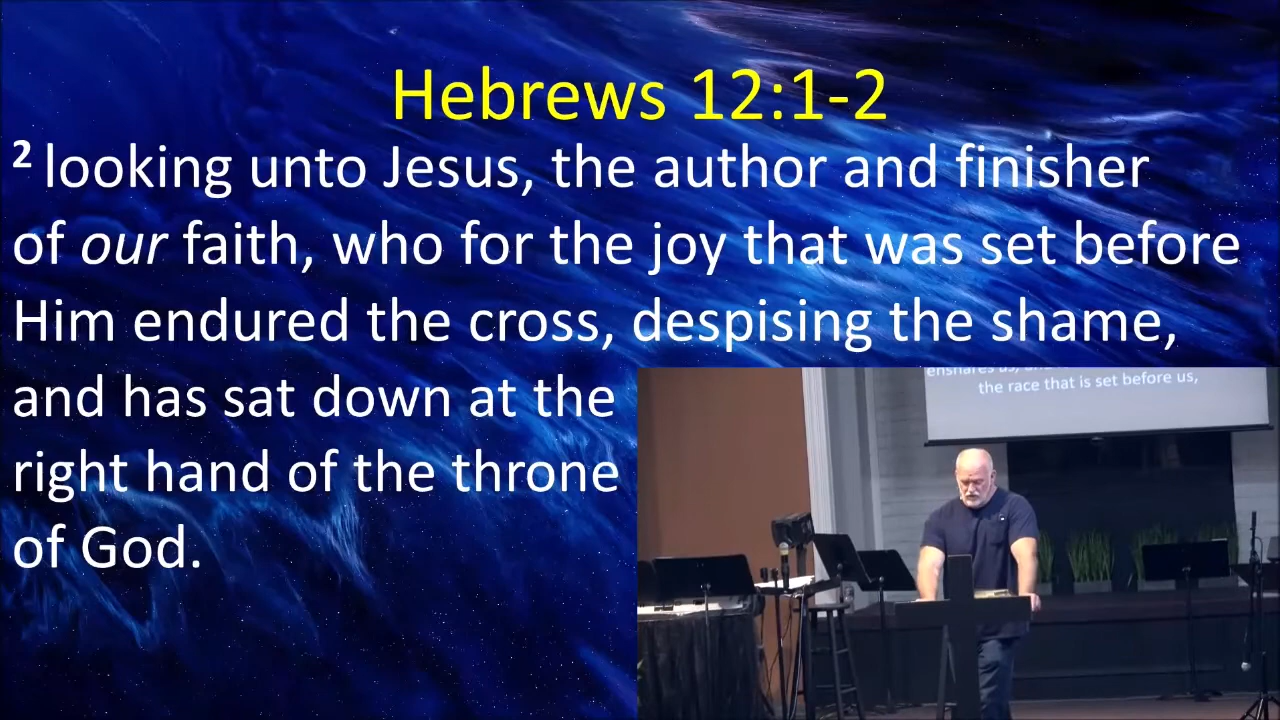 Hebrews 12:1-2
2 looking unto Jesus, the author and finisher
of our faith, who for the joy that was set before
Him endured the cross, despising the shame,
and has sat down at the
right hand of the throne
of God.
enshares us,
the race that is set before us,